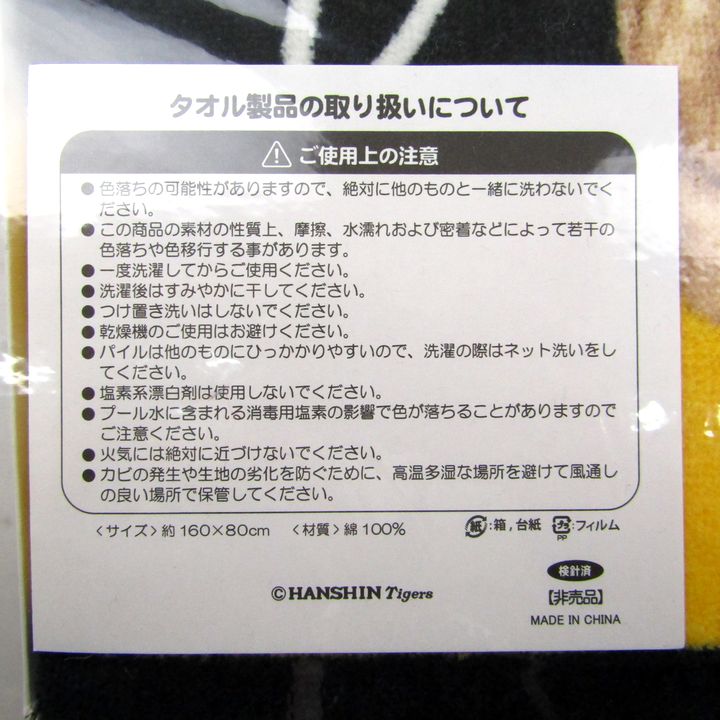 タオル製品の取り扱いについて
ご使用上の注意
●色落ちの可能性がありますので、絶対に他のものと一緒に洗わないでく
ださい。
●この商品の素材の性質上、摩擦、水濡れおよび密着などによって若干の
色落ちや色移行する事があります。
●一度洗濯してからご使用ください。
●洗濯後はすみやかに干してください。
●つけ置き洗いはしないでください。
●乾燥機のご使用はお避けください。
●パイルは他のものにひっかかりやすいので、洗濯の際はネット洗いをし
てください。
●塩素系漂白剤は使用しないでください。
●プール水に含まれる消毒用塩素の影響で色が落ちることがありますので
ご注意ください。
●火気には絶対に近づけないでください。
●カビの発生や生地の劣化を防ぐために、高温多湿な場所を避けて風通し
の良い場所で保管してください。
〈サイズ〉約160×80cm 〈材質〉綿100%
紙:箱,台紙 プラ:フィルム
PP
検針済
©HANSHIN Tigers
【非売品】
MADE IN CHINA